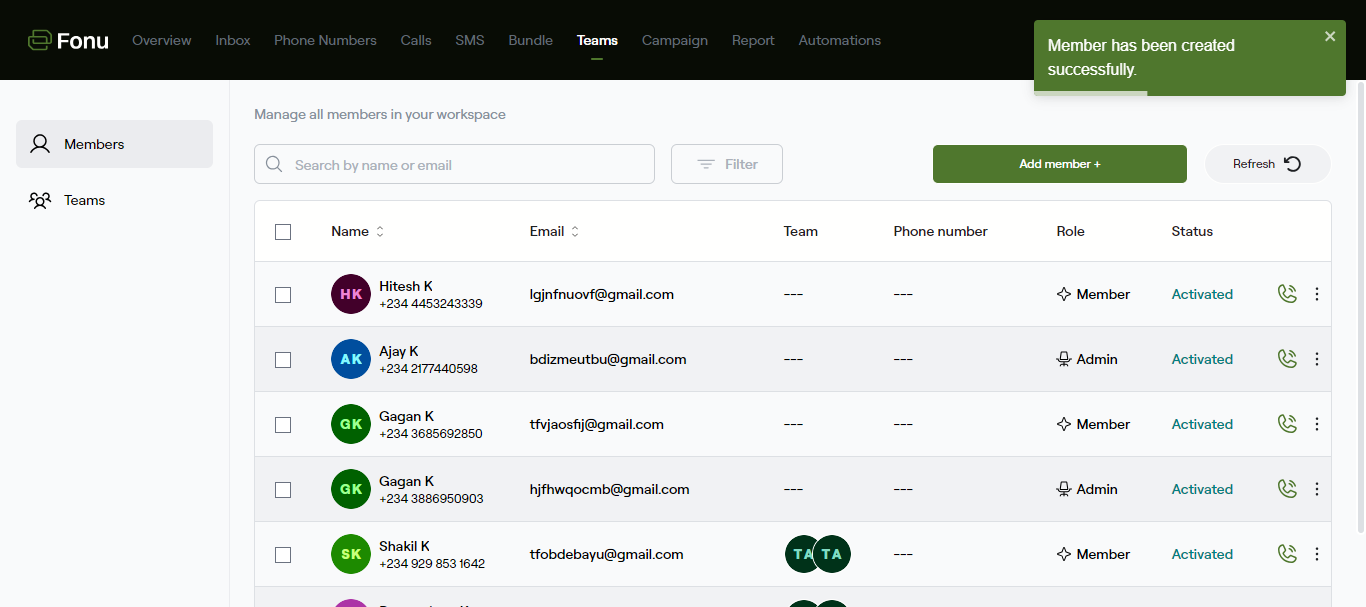 Fonu Overview Inbox Phone Numbers Calls SMS Bundle Teams Campaign Report Automations
Member has been created
successfully.
Members
Teams
Manage all members in your workspace
Search by name or email Filter Add member + Refresh
Name Email Team Phone number Role Status
HK Hitesh K
+234 4453243339
lgjnfnuovf@gmail.com --- --- Member Activated
AK Ajay K
+234 2177440598
bdizmeutbu@gmail.com --- --- Admin Activated
GK Gagan K
+234 3685692850
tfvjaosfij@gmail.com --- --- Member Activated
GK Gagan K
+234 3886950903
hjfhwqocmb@gmail.com --- --- Admin Activated
SK Shakil K
+234 929 853 1642
tfobdebayu@gmail.com TA TA --- Member Activated